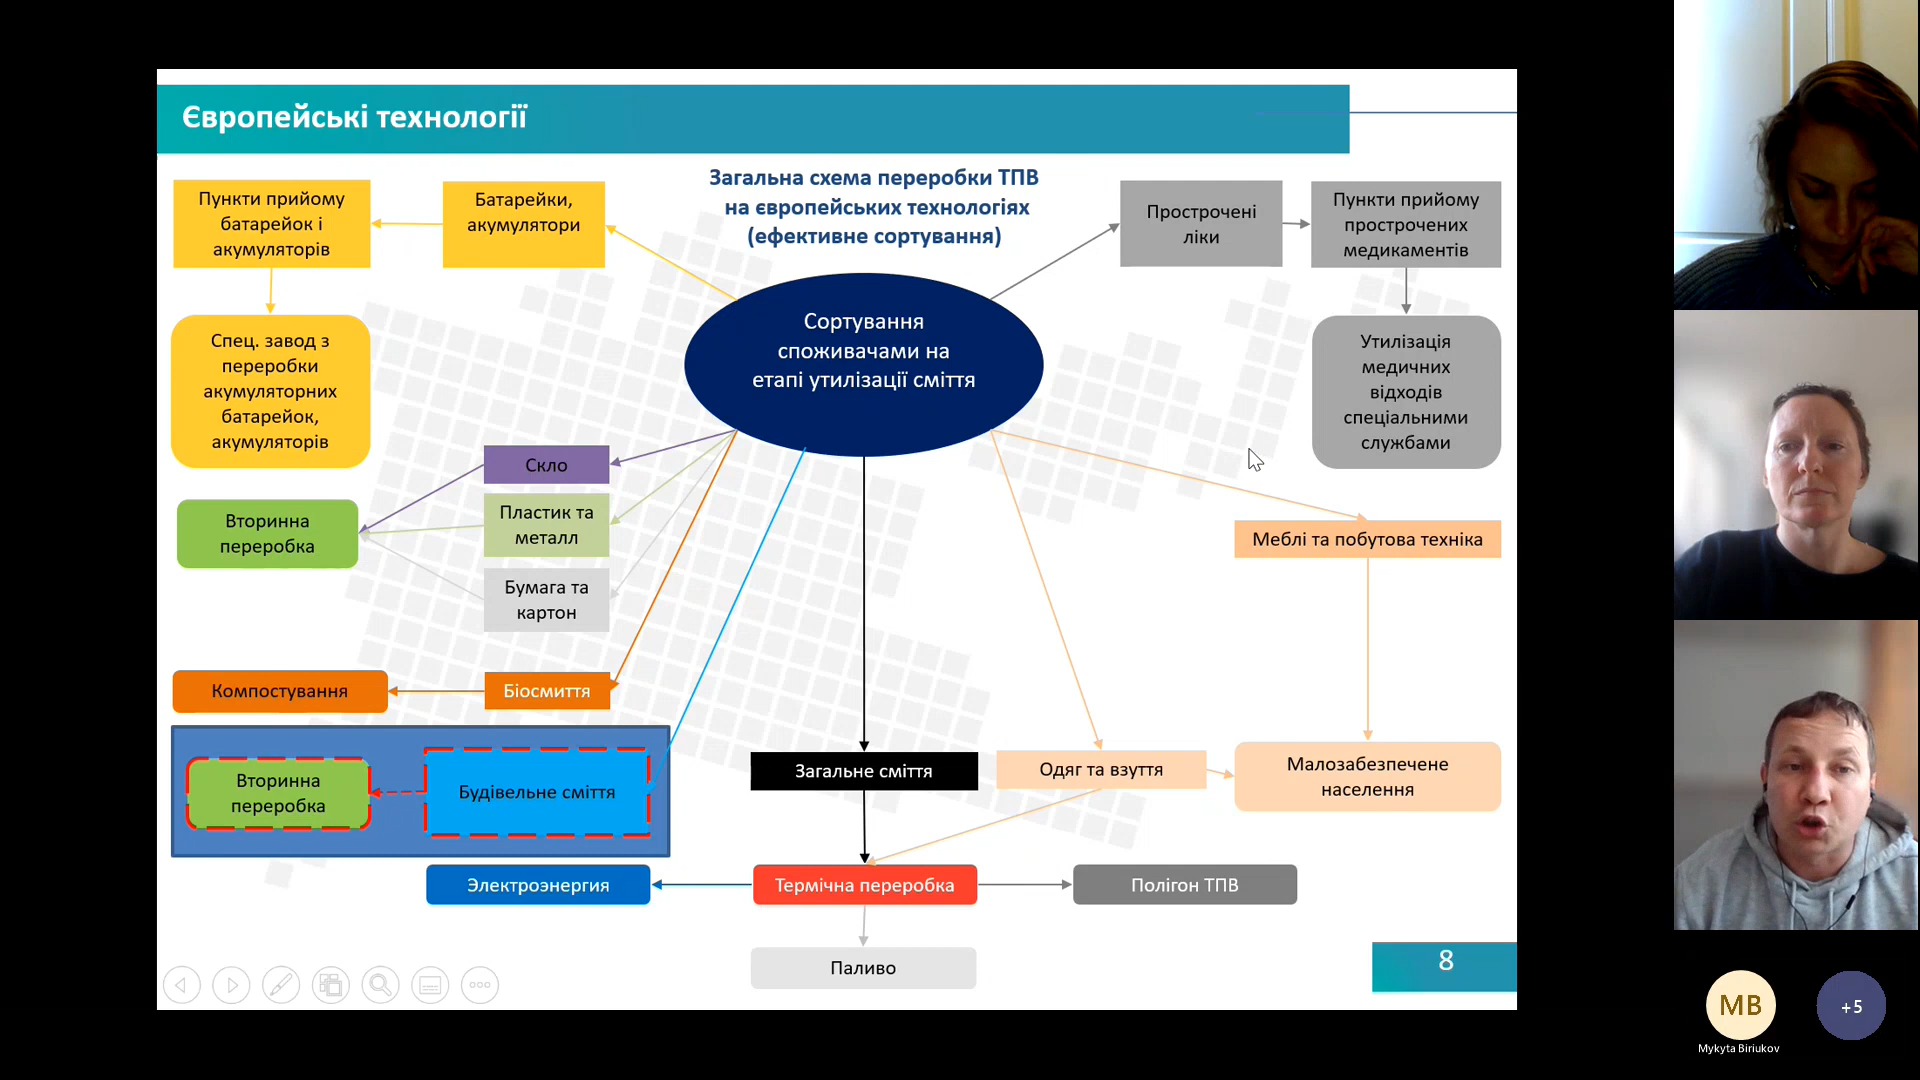 Європейські технології
Загальна схема переробки ТПВ
на європейських технологіях
(ефективне сортування)
Пункти прийому
батарейок і
акумуляторів
Батарейки,
акумулятори
Прострочені
ліки
Пункти прийому
прострочених
медикаментів
Сортування
споживачами на
етапі утилізації сміття
Спец. завод з
переробки
акумуляторних
батарейок,
акумуляторів
Утилізація
медичних
відходів
спеціальними
службами
Скло
Пластик та
металл
Бумага та
картон
Вторинна
переробка
Меблі та побутова техніка
Компостування
Біосмиття
Вторинна
переробка
Будівельне сміття
Загальне сміття
Одяг та взуття
Малозабезпечене
населення
Электроэнергия
Термічна переробка
Полігон ТПВ
Паливо
8
MB
+5
Mykyta Biriukov